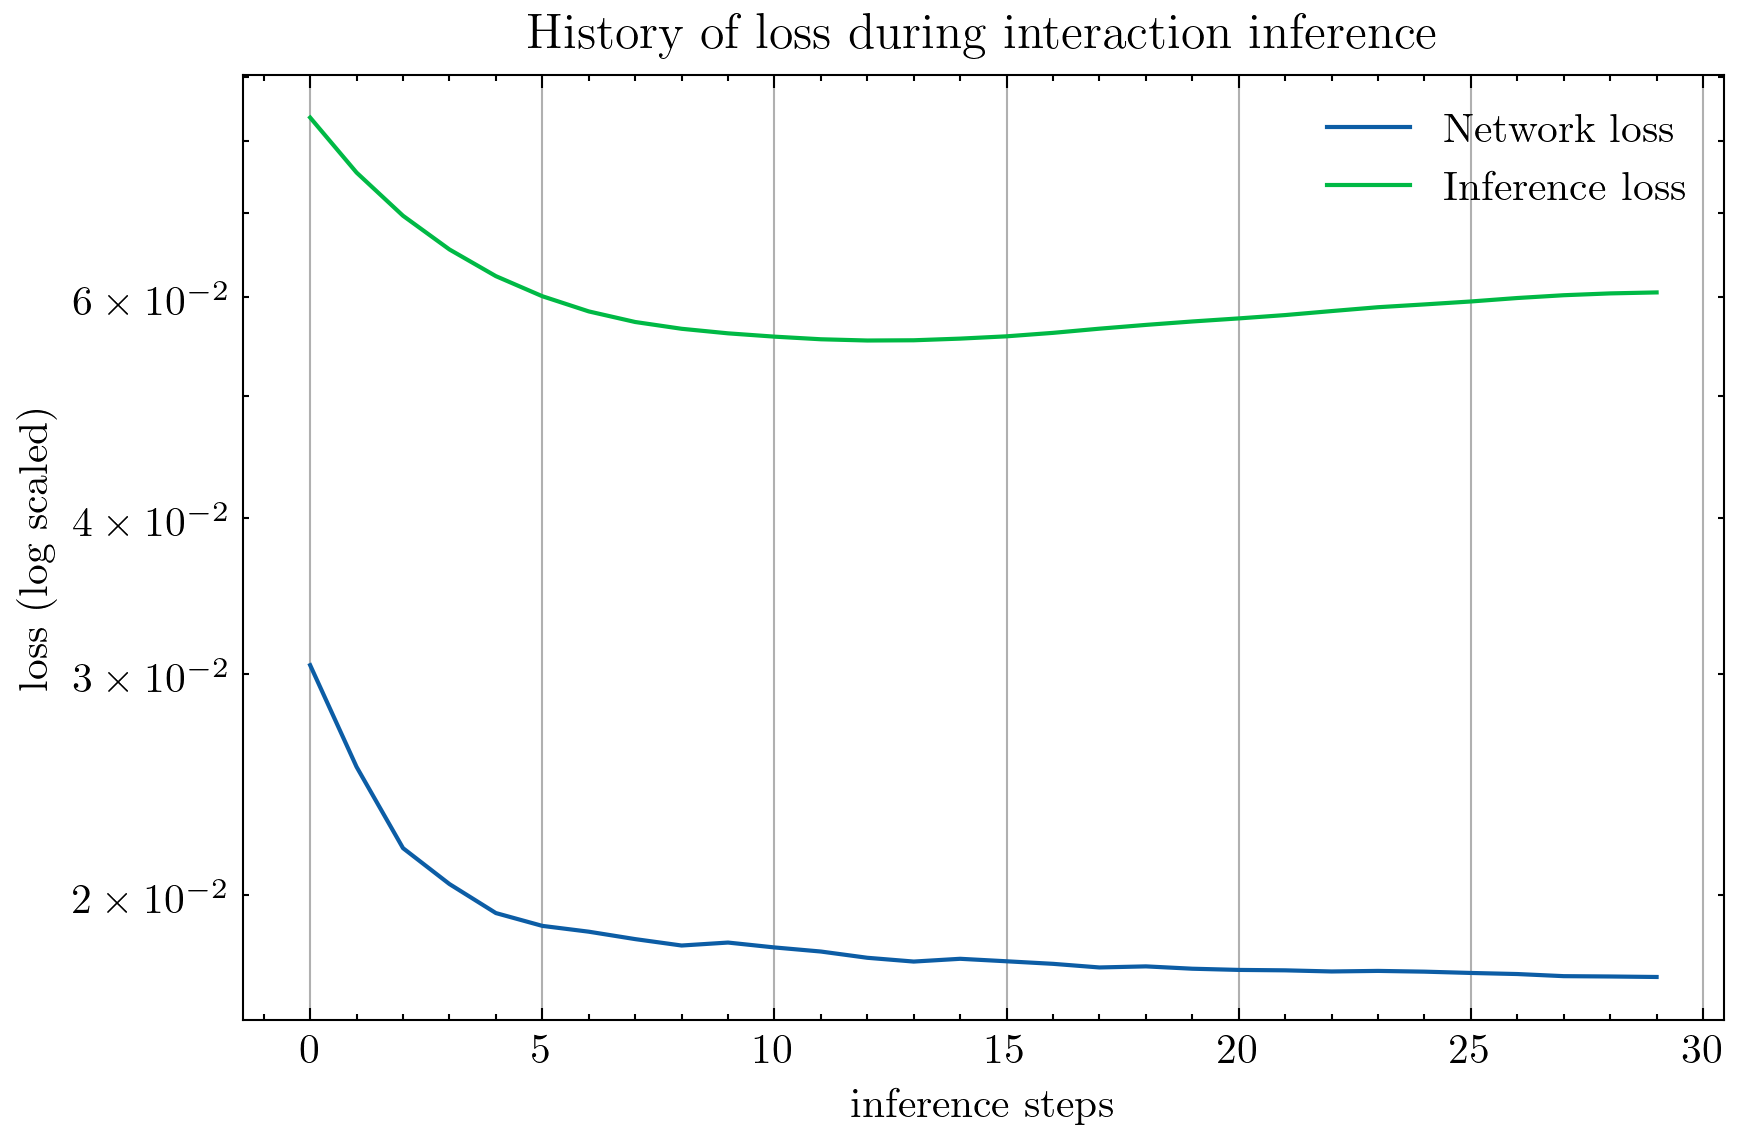 History of loss during interaction inference
Network loss
Inference loss
6 × 10⁻²
4 × 10⁻²
3 × 10⁻²
2 × 10⁻²
loss (log scaled)
0 5 10 15 20 25 30
inference steps